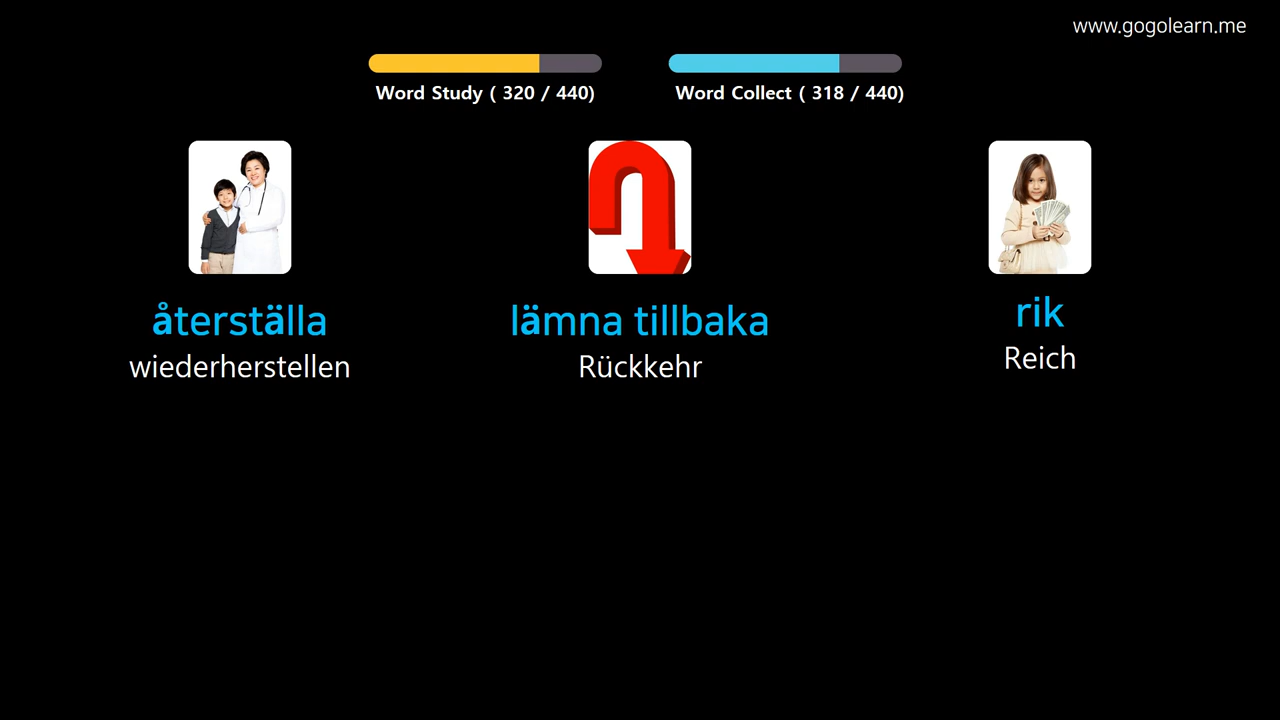 www.gogolearn.me
Word Study ( 320 / 440)
Word Collect ( 318 / 440)
återställa
lämna tillbaka
rik
wiederherstellen
Rückkehr
Reich